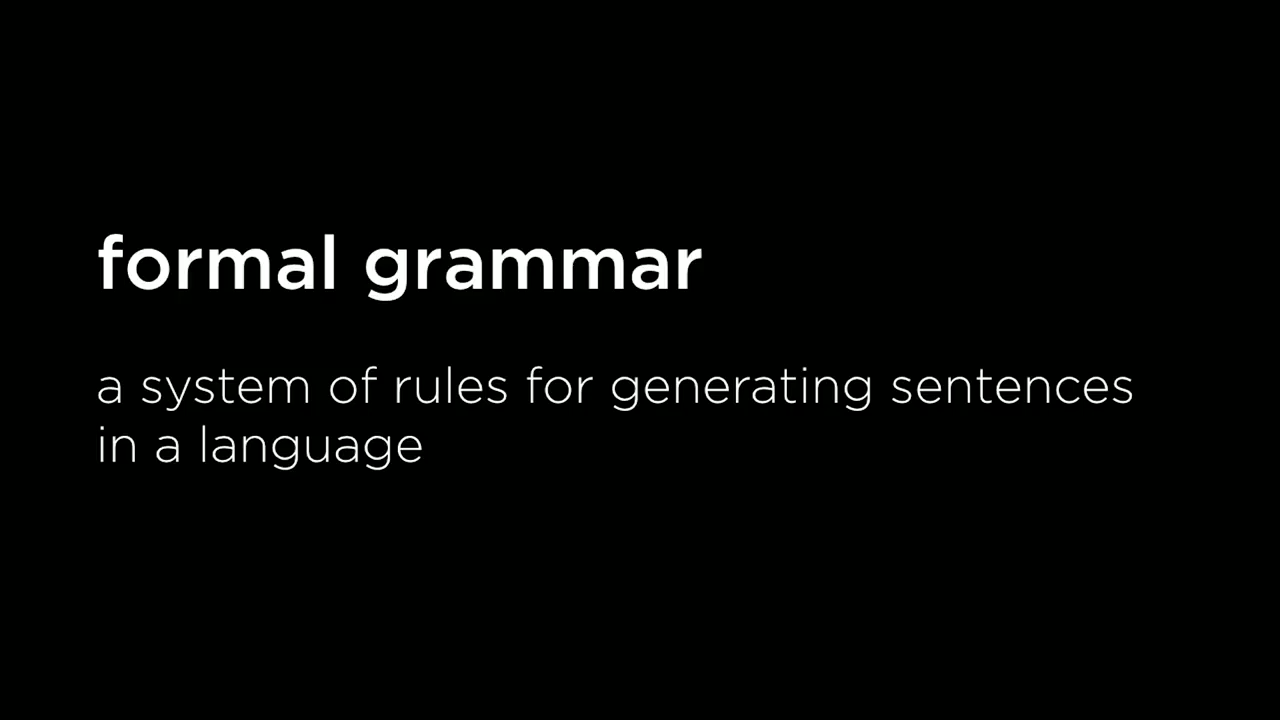 formal grammar
a system of rules for generating sentences
in a language